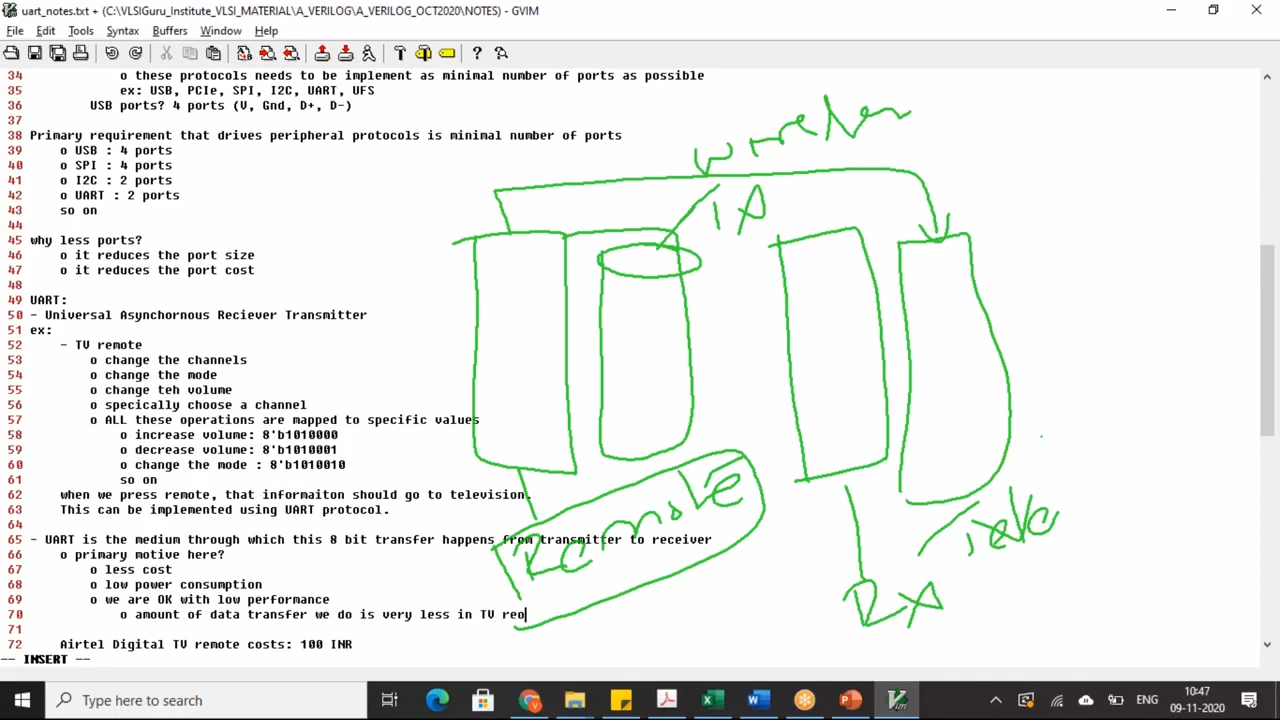 uart_notes.txt + (C:\VLSIGuru_Institute_VLSI_MATERIAL\A_VERILOG\A_VERILOG_OCT2020\NOTES) - GVIM
File Edit Tools Syntax Buffers Window Help
34 o these protocols needs to be implement as minimal number of ports as possible
35 ex: USB, PCIe, SPI, I2C, UART, UFS
36 USB ports? 4 ports (V, Gnd, D+, D-)
37
38 Primary requirement that drives peripheral protocols is minimal number of ports
39 o USB : 4 ports
40 o SPI : 4 ports
41 o I2C : 2 ports
42 o UART : 2 ports
43 so on
44
45 why less ports?
46 o it reduces the port size
47 o it reduces the port cost
48
49 UART:
50 - Universal Asynchornous Reciever Transmitter
51 ex:
52 - TV remote
53 o change the channels
54 o change the mode
55 o change teh volume
56 o specically choose a channel
57 o ALL these operations are mapped to specific values
58 o increase volume: 8'b1010000
59 o decrease volume: 8'b1010001
60 o change the mode : 8'b1010010
61 so on
62 when we press remote, that informaiton should go to television.
63 This can be implemented using UART protocol.
64
65 - UART is the medium through which this 8 bit transfer happens from transmitter to receiver
66 o primary motive here?
67 o less cost
68 o low power consumption
69 o we are OK with low performance
70 o amount of data transfer we do is very less in TV reo
71
72 Airtel Digital TV remote costs: 100 INR
-- INSERT --
Remote
Tele
Rx
Type here to search
ENG
10:47
09-11-2020